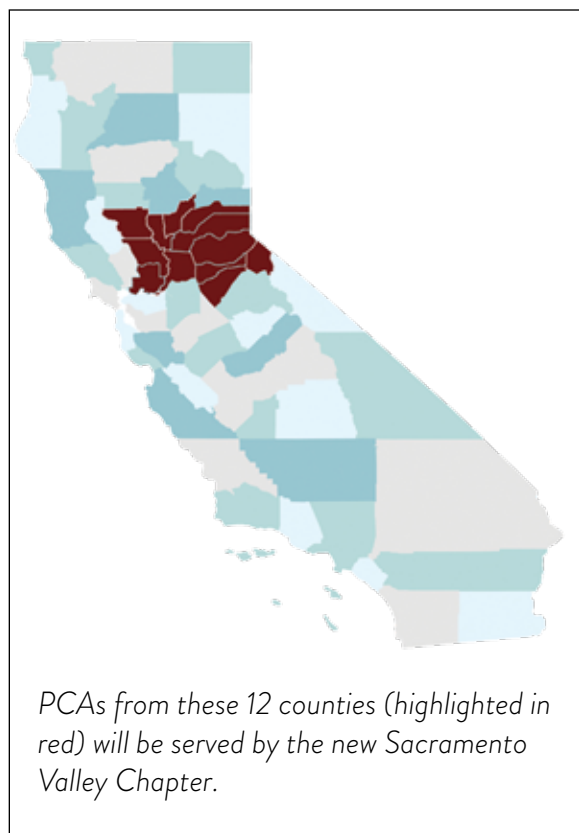 PCAs from these 12 counties (highlighted in
red) will be served by the new Sacramento
Valley Chapter.